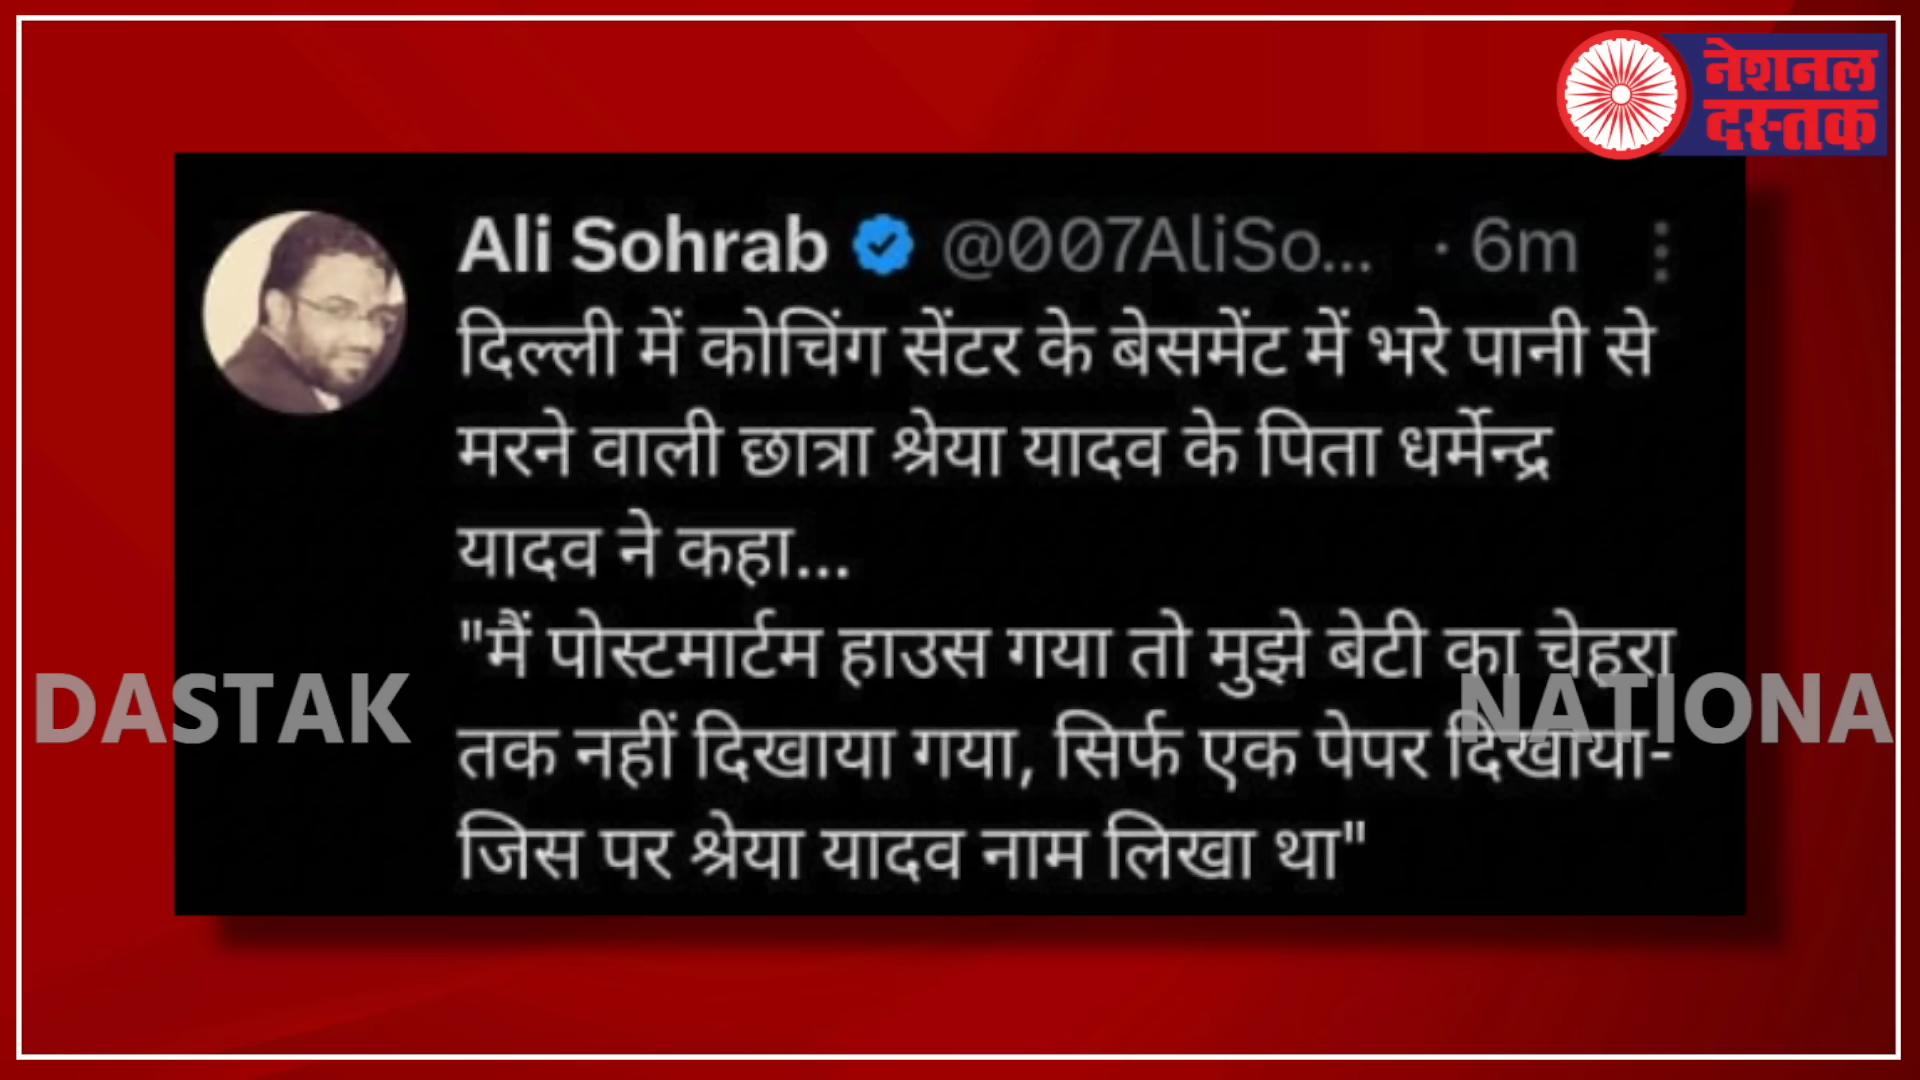 नेशनल
दस्तक
Ali Sohrab @007AliSo... · 6m
दिल्ली में कोचिंग सेंटर के बेसमेंट में भरे पानी से
मरने वाली छात्रा श्रेया यादव के पिता धर्मेन्द्र
यादव ने कहा...
"मैं पोस्टमार्टम हाउस गया तो मुझे बेटी का चेहरा
तक नहीं दिखाया गया, सिर्फ एक पेपर दिखाया-
जिस पर श्रेया यादव नाम लिखा था"
DASTAK
NATIONA